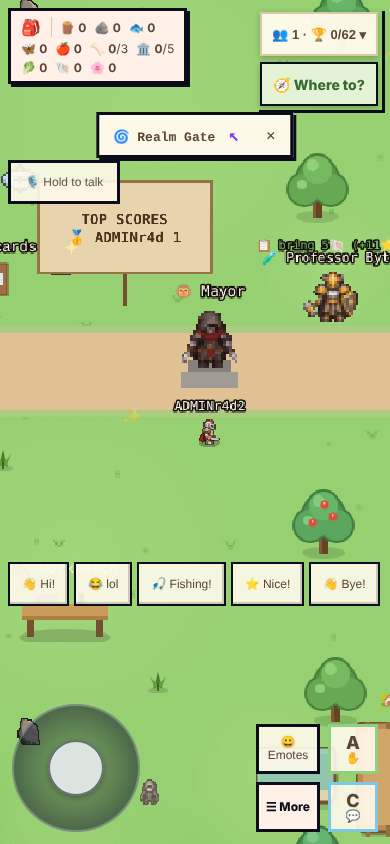 0 0 0
0 0 0/3 0/5
0 0 0
1 · 0/62 ▾
Where to?
Realm Gate ×
Hold to talk
TOP SCORES
ADMINr4d 1
cards
bring 5 (+11
Professor Byt
Mayor
ADMINr4d2
Hi!
lol
Fishing!
Nice!
Bye!
Emotes
A
☰ More
C